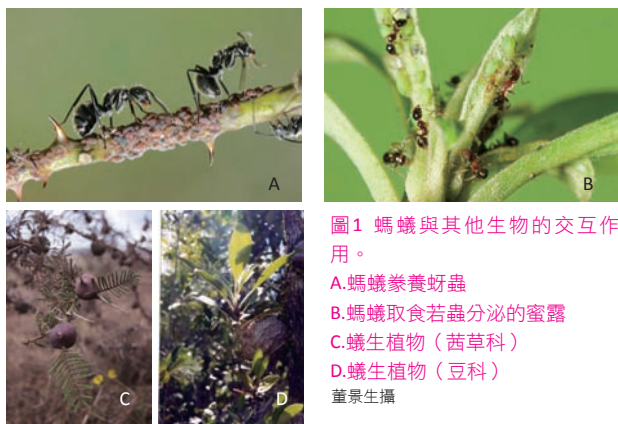 A
B
C
D
圖1 螞蟻與其他生物的交互作
用。
A.螞蟻豢養蚜蟲
B.螞蟻取食若蟲分泌的蜜露
C.蟻生植物（茜草科）
D.蟻生植物（豆科）
董景生攝